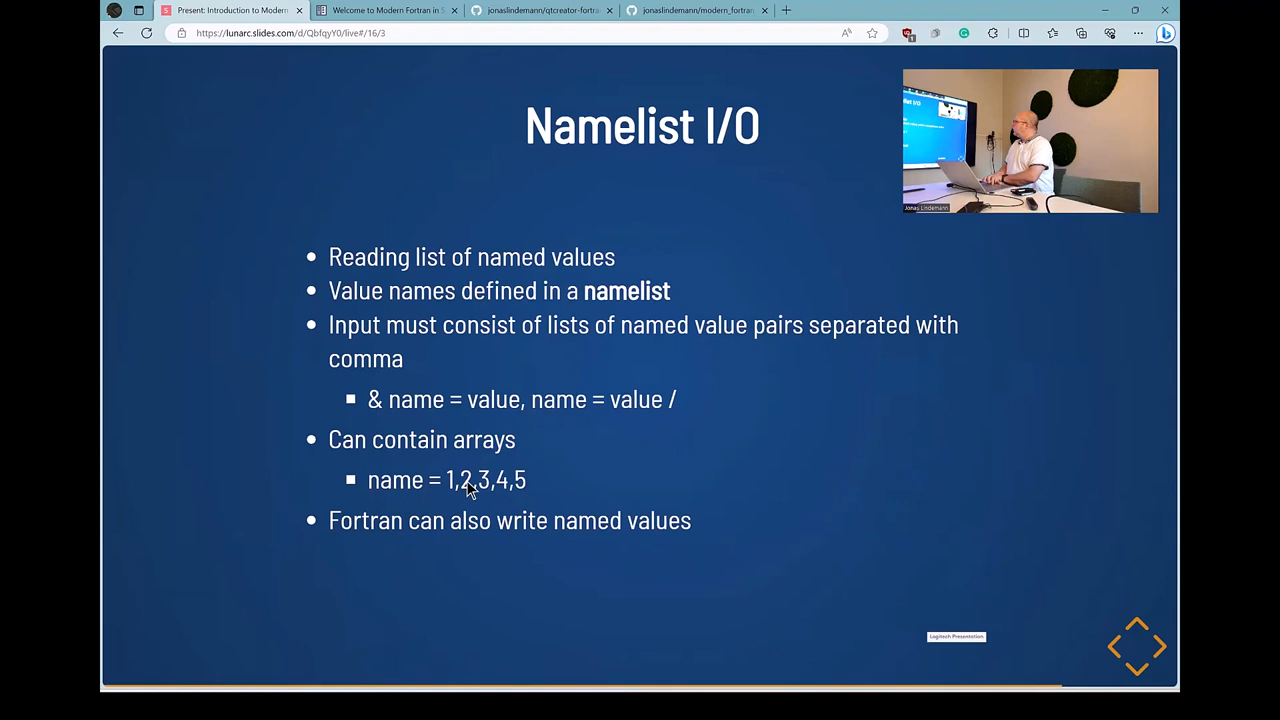 Present: Introduction to Modern
Welcome to Modern Fortran in S
jonaslindemann/qtcreator-fortra
jonaslindemann/modern_fortran
https://lunarc.slides.com/d/QbfqyY0/live#/16/3
Namelist I/O
Jonas Lindemann
• Reading list of named values
• Value names defined in a namelist
• Input must consist of lists of named value pairs separated with
comma
▪ & name = value, name = value /
• Can contain arrays
▪ name = 1,2,3,4,5
• Fortran can also write named values
Logitech Presentation